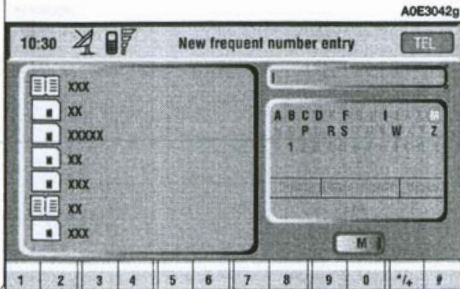 A0E3042g
10:30 New frequent number entry TEL
xxx
xx
xxxxx
xx
xxx
xx
xxx
A B C D F I M
P R S W Z
1
M
1 2 3 4 5 6 7 8 9 0 */+ #